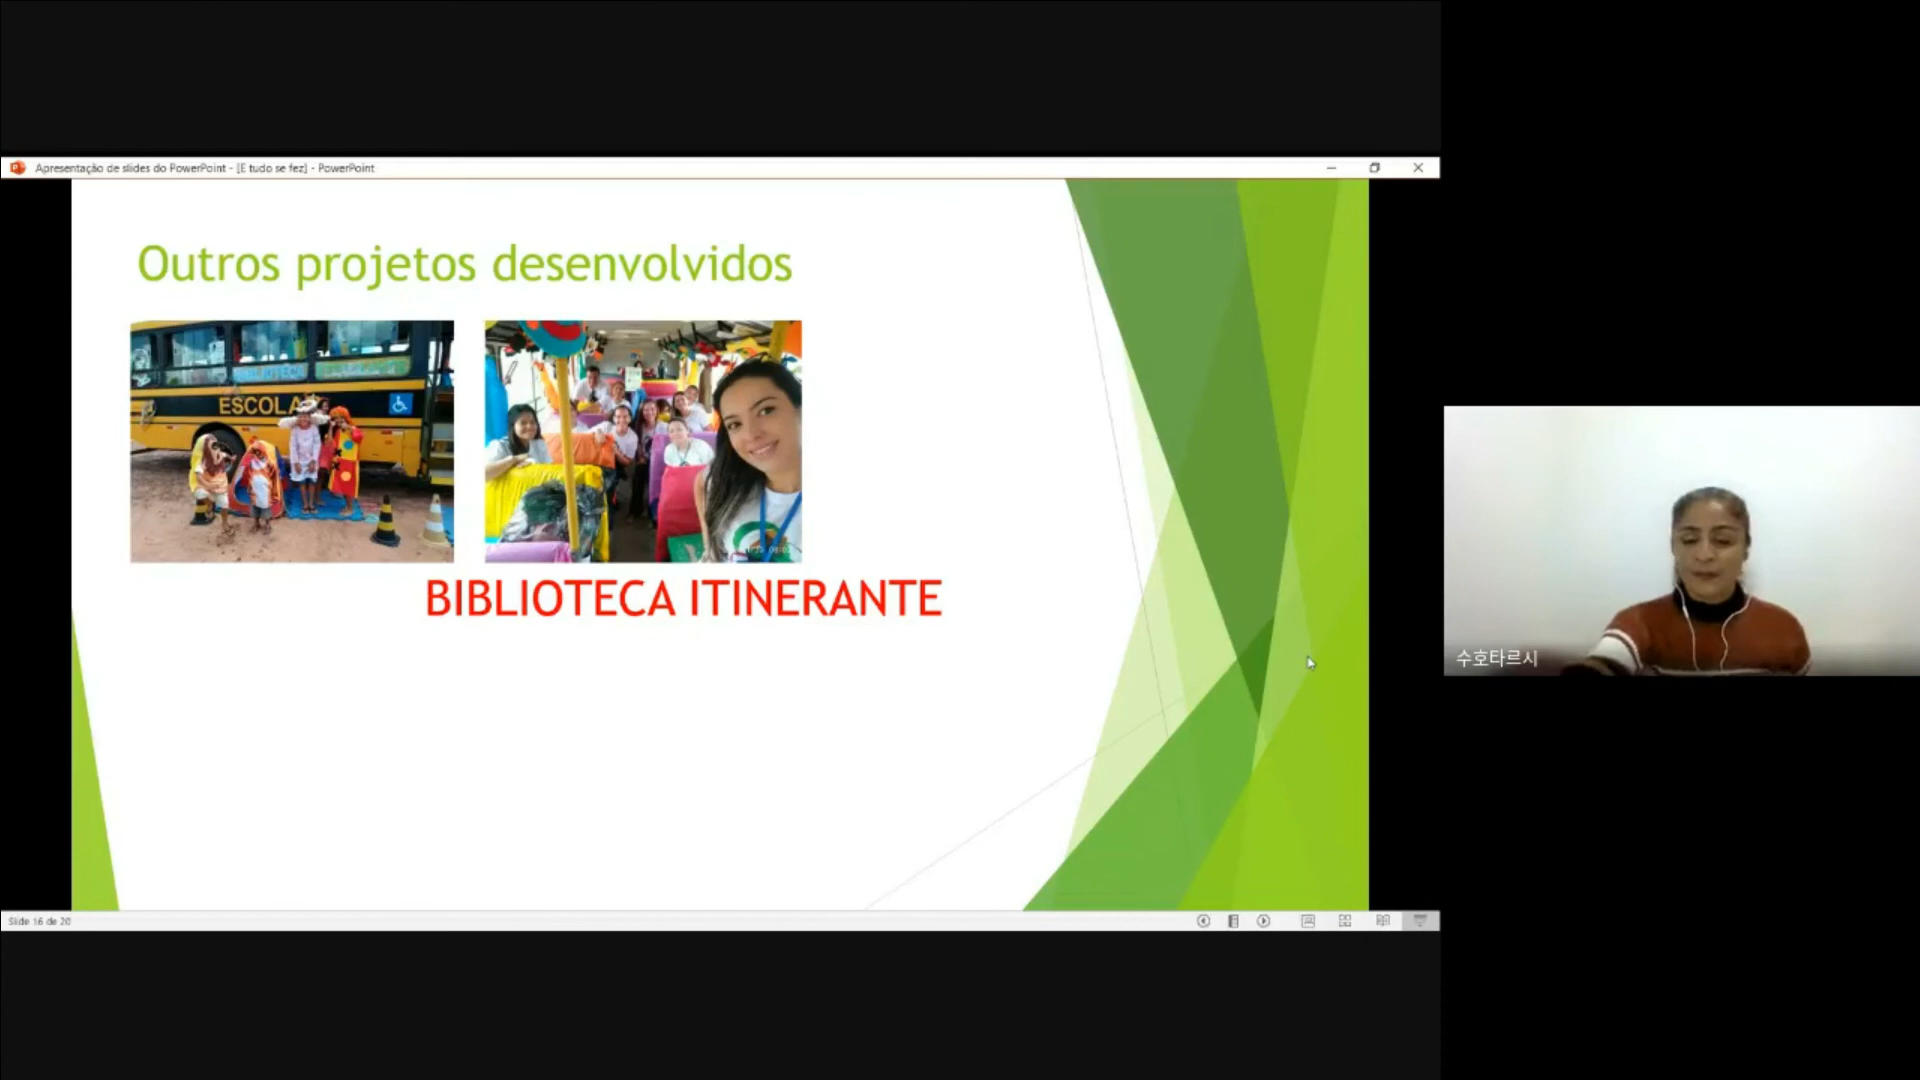 Apresentação de slides do PowerPoint - [E tudo se fez] - PowerPoint
Outros projetos desenvolvidos
ESCOLAR
BIBLIOTECA ITINERANTE
수호타르시
Slide 16 de 20